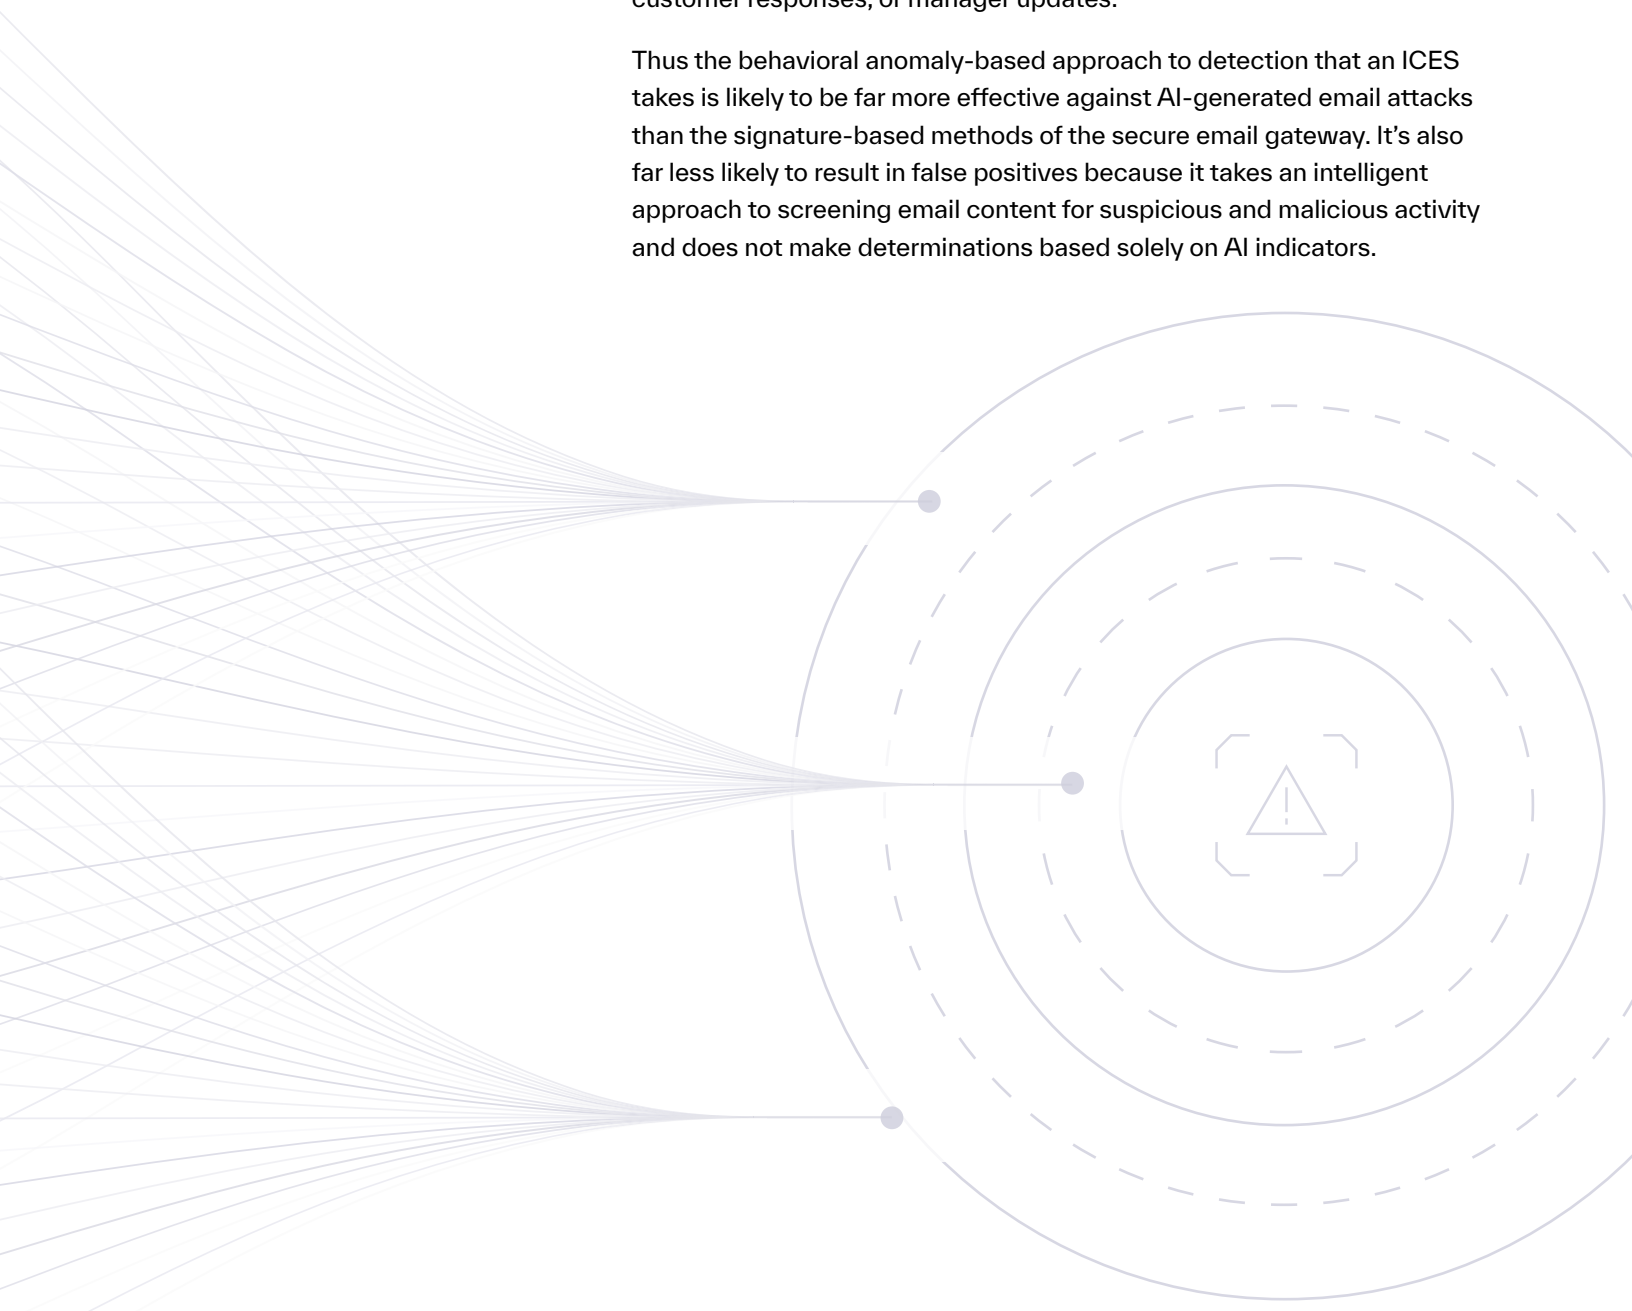 customer responses, or manager updates.
Thus the behavioral anomaly-based approach to detection that an ICES
takes is likely to be far more effective against AI-generated email attacks
than the signature-based methods of the secure email gateway. It’s also
far less likely to result in false positives because it takes an intelligent
approach to screening email content for suspicious and malicious activity
and does not make determinations based solely on AI indicators.